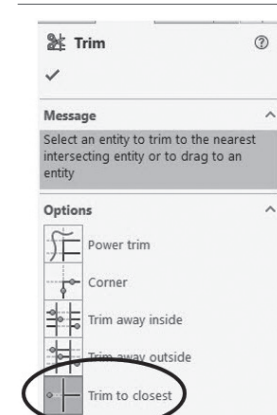 Trim
Message
Select an entity to trim to the nearest
intersecting entity or to drag to an
entity
Options
Power trim
Corner
Trim away inside
Trim away outside
Trim to closest